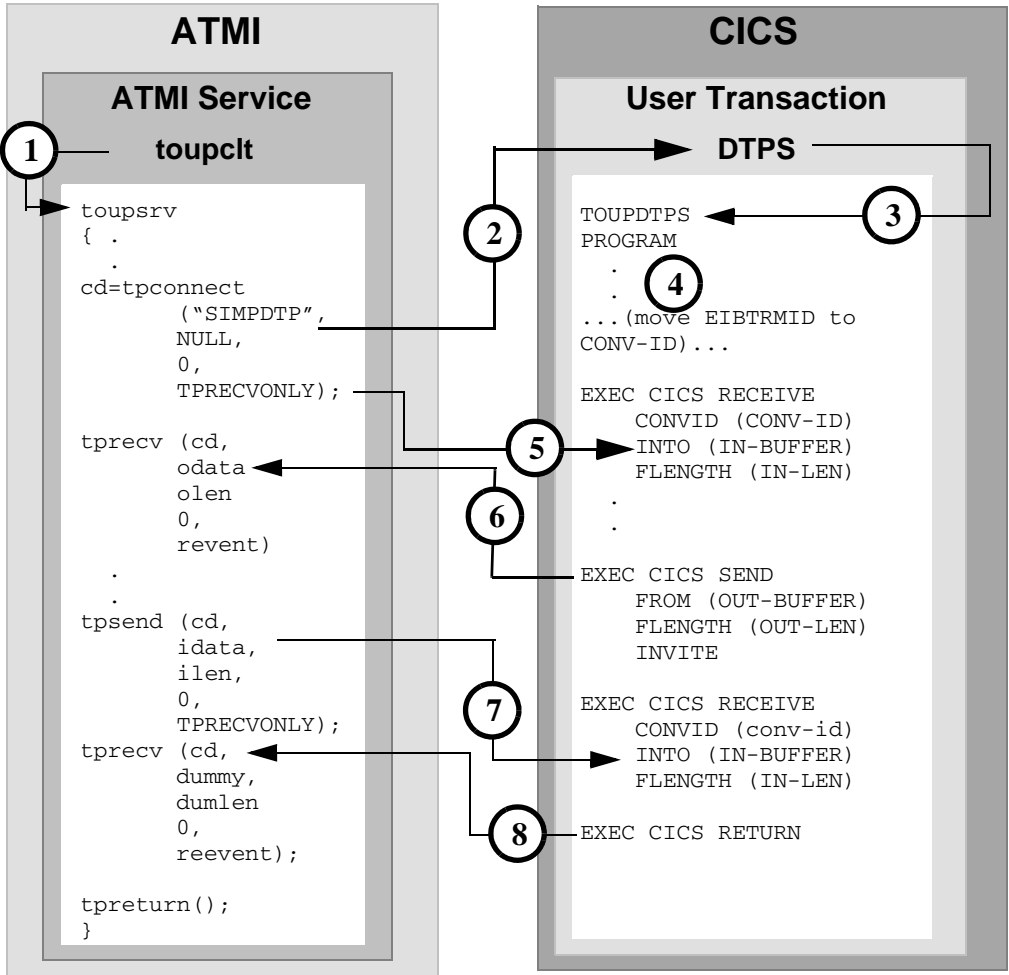 ATMI
ATMI Service
toupclt
1
toupsrv
{ .
.
cd=tpconnect
("SIMPDTP",
NULL,
0,
TPRECVONLY);
tprecv (cd,
odata
olen
0,
revent)
.
.
tpsend (cd,
idata,
ilen,
0,
TPRECVONLY);
tprecv (cd,
dummy,
dumlen
0,
reevent);
tpreturn();
}
2
5
6
7
8
CICS
User Transaction
DTPS
3
TOUPDTPS
PROGRAM
.
.
4
...(move EIBTRMID to
CONV-ID)...
EXEC CICS RECEIVE
CONVID (CONV-ID)
INTO (IN-BUFFER)
FLENGTH (IN-LEN)
.
.
EXEC CICS SEND
FROM (OUT-BUFFER)
FLENGTH (OUT-LEN)
INVITE
EXEC CICS RECEIVE
CONVID (conv-id)
INTO (IN-BUFFER)
FLENGTH (IN-LEN)
EXEC CICS RETURN